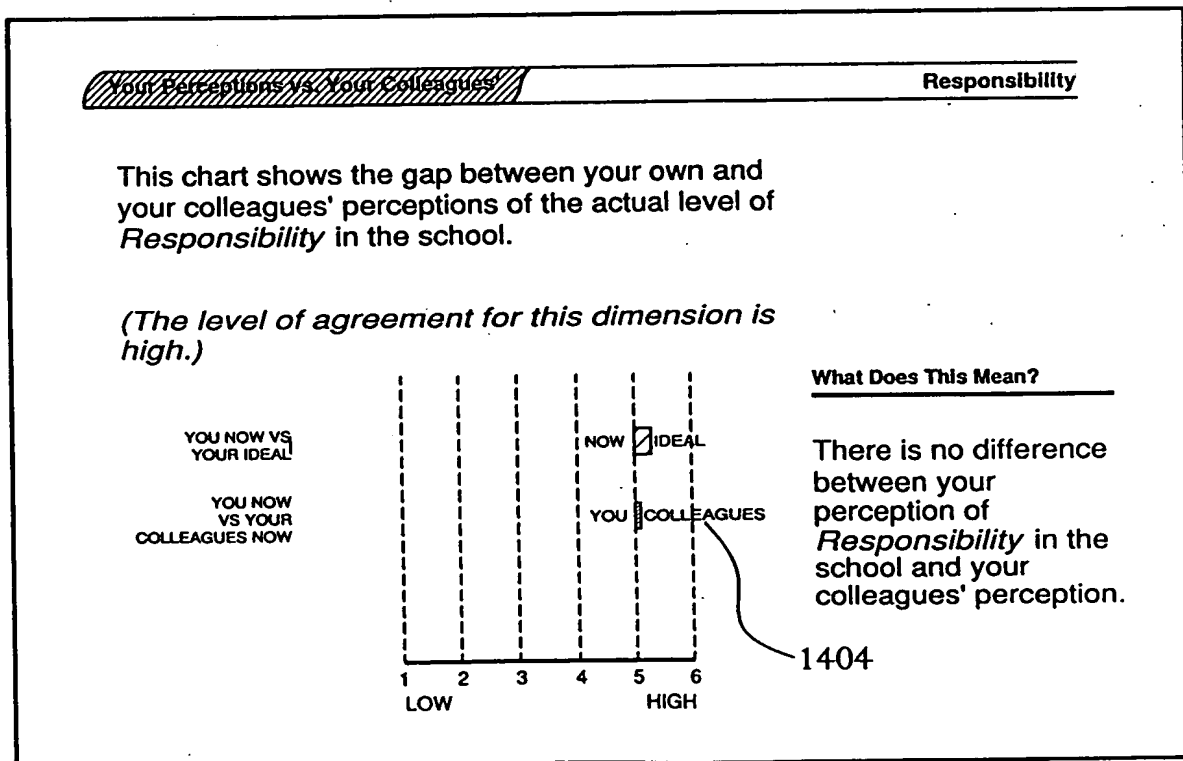 Your Perceptions vs. Your Colleagues'
Responsibility
This chart shows the gap between your own and
your colleagues' perceptions of the actual level of
Responsibility in the school.
(The level of agreement for this dimension is
high.)
What Does This Mean?
YOU NOW VS
YOUR IDEAL
NOW IDEAL
YOU NOW
VS YOUR
COLLEAGUES NOW
YOU COLLEAGUES
There is no difference
between your
perception of
Responsibility in the
school and your
colleagues' perception.
1404
1 2 3 4 5 6
LOW HIGH